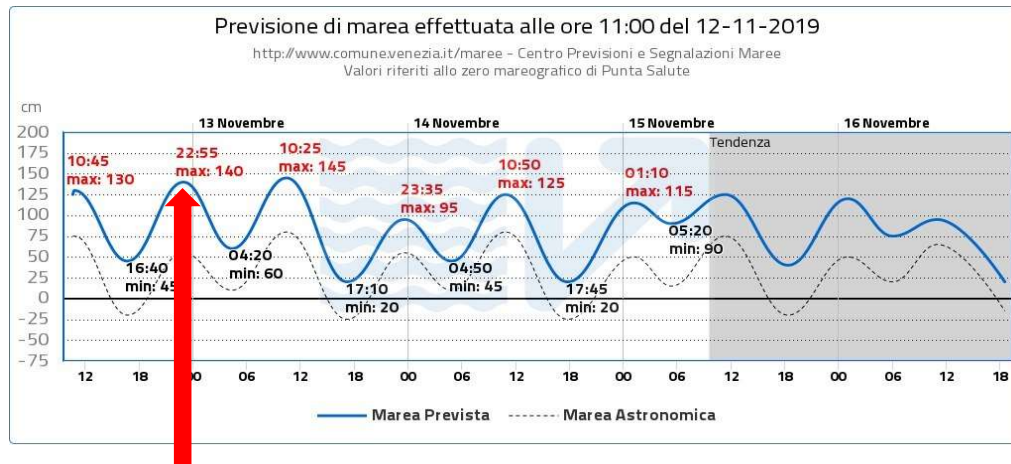 Previsione di marea effettuata alle ore 11:00 del 12-11-2019
http://www.comune.venezia.it/maree - Centro Previsioni e Segnalazioni Maree
Valori riferiti allo zero mareografico di Punta Salute
cm
13 Novembre 14 Novembre 15 Novembre 16 Novembre
200
175
150
125
100
75
50
25
0
-25
-50
-75
Tendenza
10:45
max: 130
22:55
max: 140
10:25
max: 145
23:35
max: 95
10:50
max: 125
01:10
max: 115
16:40
min: 45
04:20
min: 60
17:10
min: 20
04:50
min: 45
17:45
min: 20
05:20
min: 90
12 18 00 06 12 18 00 06 12 18 00 06 12 18 00 06 12 18
Marea Prevista Marea Astronomica